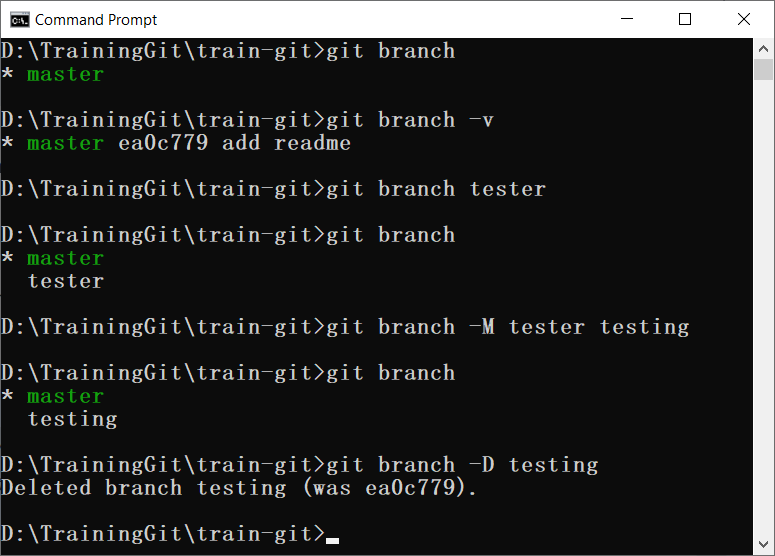 Command Prompt
D:\TrainingGit\train-git>git branch
* master
D:\TrainingGit\train-git>git branch -v
* master ea0c779 add readme
D:\TrainingGit\train-git>git branch tester
D:\TrainingGit\train-git>git branch
* master
tester
D:\TrainingGit\train-git>git branch -M tester testing
D:\TrainingGit\train-git>git branch
* master
testing
D:\TrainingGit\train-git>git branch -D testing
Deleted branch testing (was ea0c779).
D:\TrainingGit\train-git>